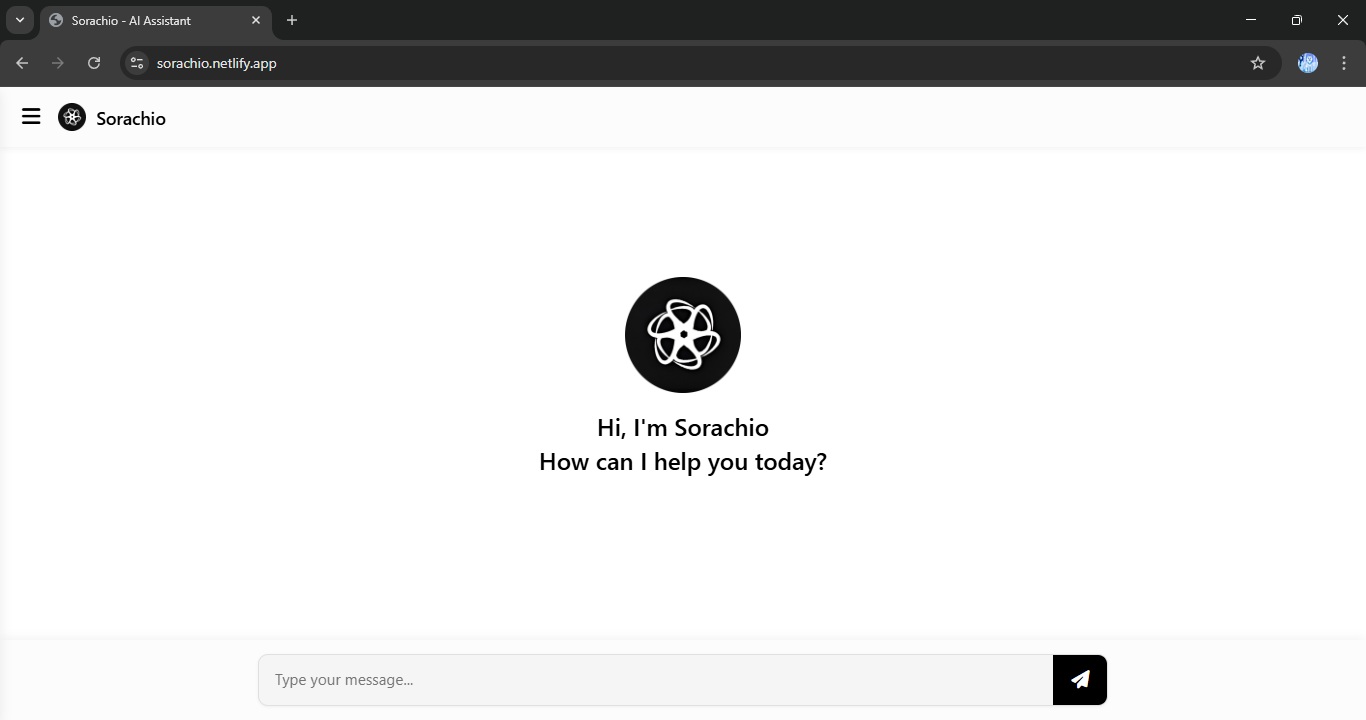 Sorachio - AI Assistant
sorachio.netlify.app
Sorachio
Hi, I'm Sorachio
How can I help you today?
Type your message...